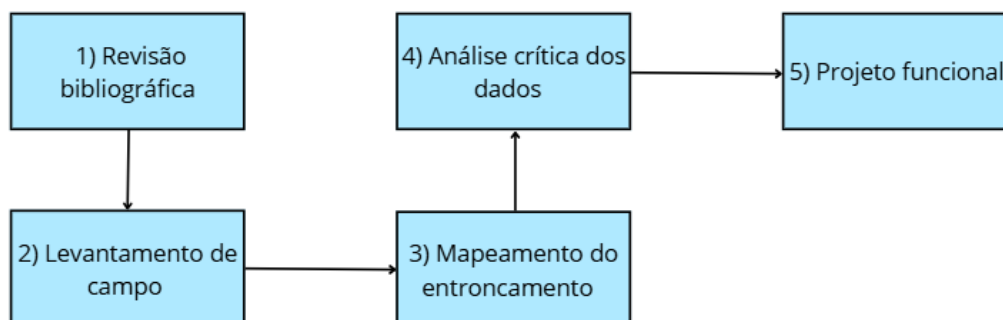 1) Revisão
bibliográfica
2) Levantamento de
campo
3) Mapeamento do
entroncamento
4) Análise crítica dos
dados
5) Projeto funcional